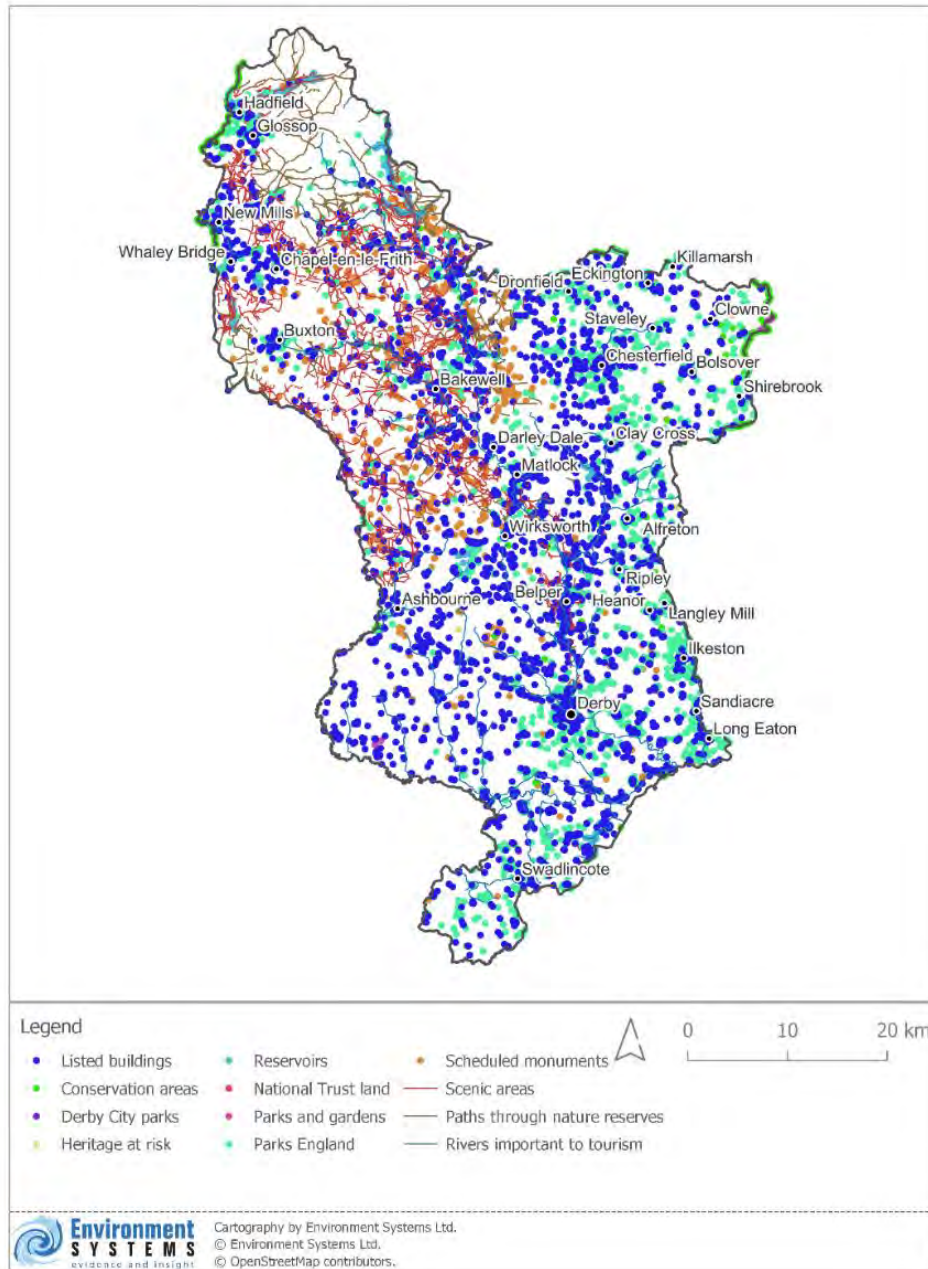 Hadfield
Glossop
New Mills
Whaley Bridge
Chapel-en-le-Frith
Killamarsh
Dronfield
Eckington
Clowne
Staveley
Buxton
Chesterfield
Bolsover
Bakewell
Shirebrook
Darley Dale
Clay Cross
Matlock
Wirksworth
Alfreton
Ripley
Ashbourne
Belper
Heanor
Langley Mill
Ilkeston
Derby
Sandiacre
Long Eaton
Swadlincote
Legend
0 10 20 km
Listed buildings
Conservation areas
Derby City parks
Heritage at risk
Reservoirs
National Trust land
Parks and gardens
Parks England
Scheduled monuments
Scenic areas
Paths through nature reserves
Rivers important to tourism
Environment
SYSTEMS
evidence and insight
Cartography by Environment Systems Ltd.
© Environment Systems Ltd.
© OpenStreetMap contributors.